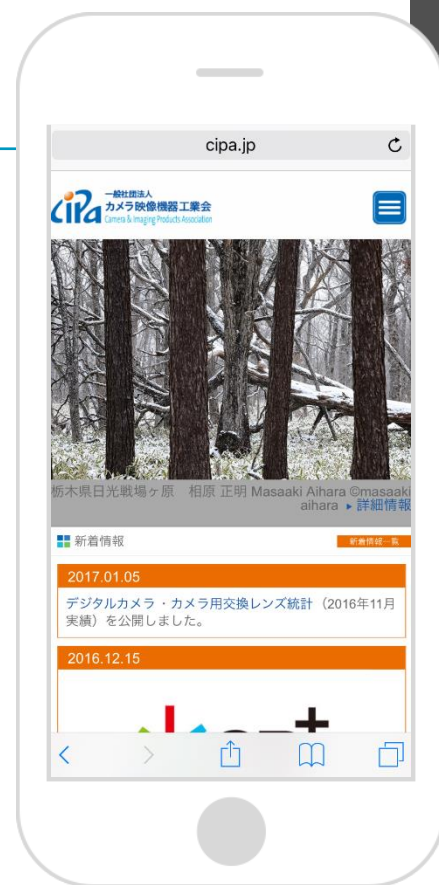 cipa.jp
CiPa
一般社団法人
カメラ映像機器工業会
Camera & Imaging Products Association
栃木県日光戦場ヶ原　相原 正明 Masaaki Aihara ©masaaki
aihara ▸ 詳細情報
新着情報
新着情報一覧
2017.01.05
デジタルカメラ・カメラ用交換レンズ統計（2016年11月
実績）を公開しました。
2016.12.15